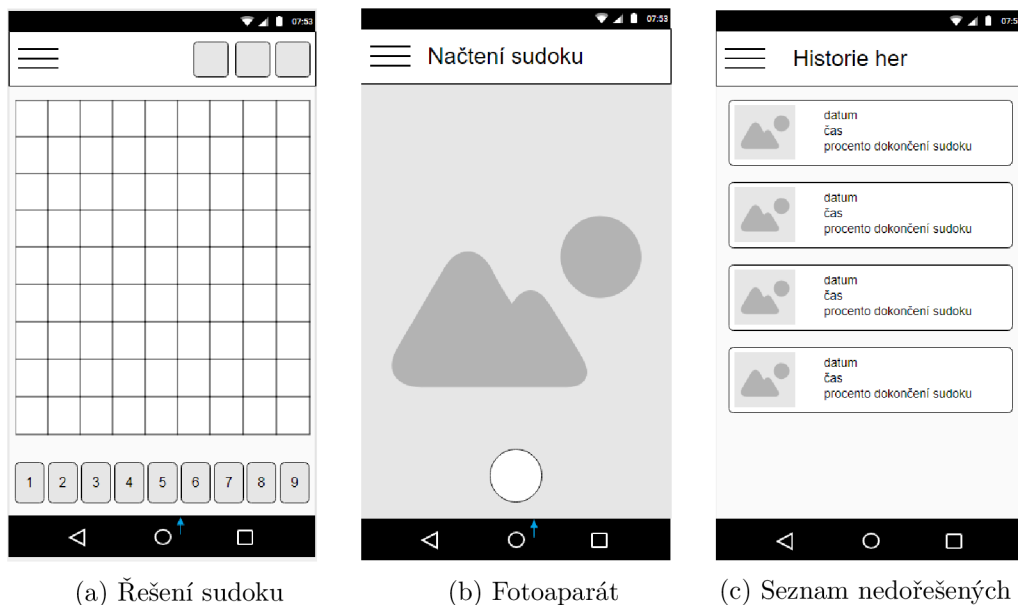 07:53
1 2 3 4 5 6 7 8 9
(a) Řešení sudoku
07:53
Načtení sudoku
(b) Fotoaparát
07:5
Historie her
datum
čas
procento dokončení sudoku
datum
čas
procento dokončení sudoku
datum
čas
procento dokončení sudoku
datum
čas
procento dokončení sudoku
(c) Seznam nedořešených